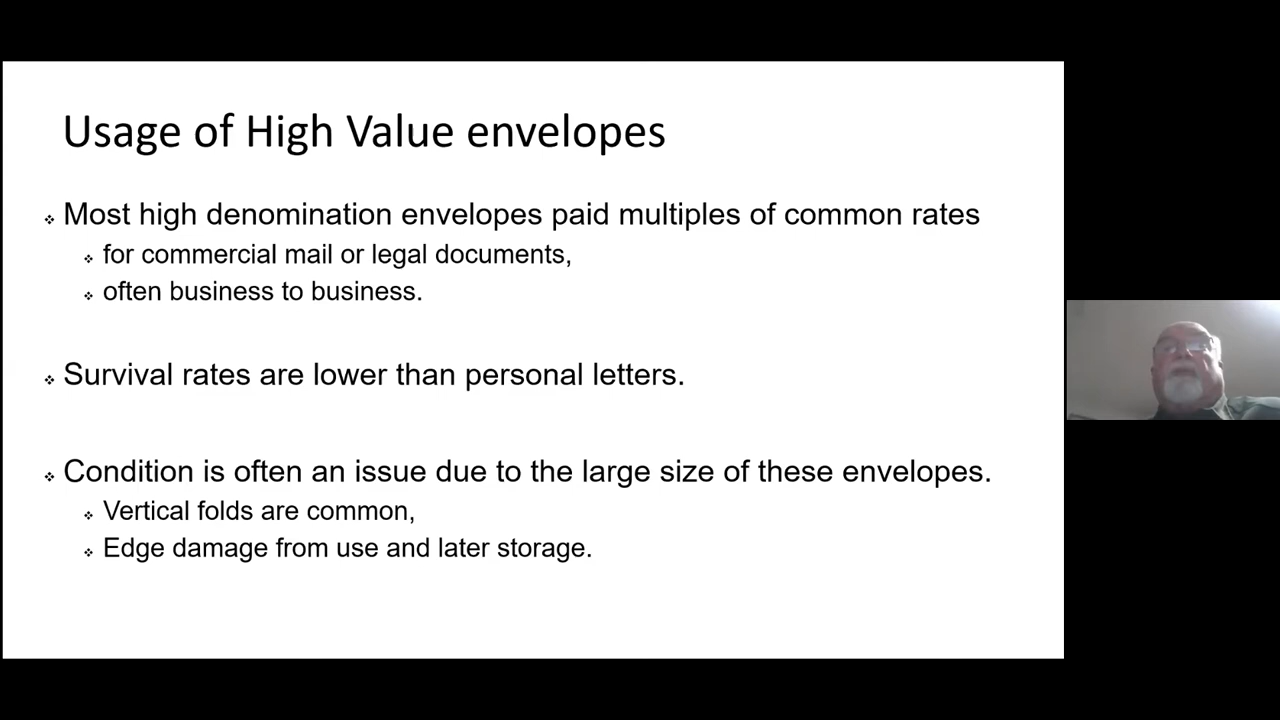 Usage of High Value envelopes
Most high denomination envelopes paid multiples of common rates
for commercial mail or legal documents,
often business to business.
Survival rates are lower than personal letters.
Condition is often an issue due to the large size of these envelopes.
Vertical folds are common,
Edge damage from use and later storage.